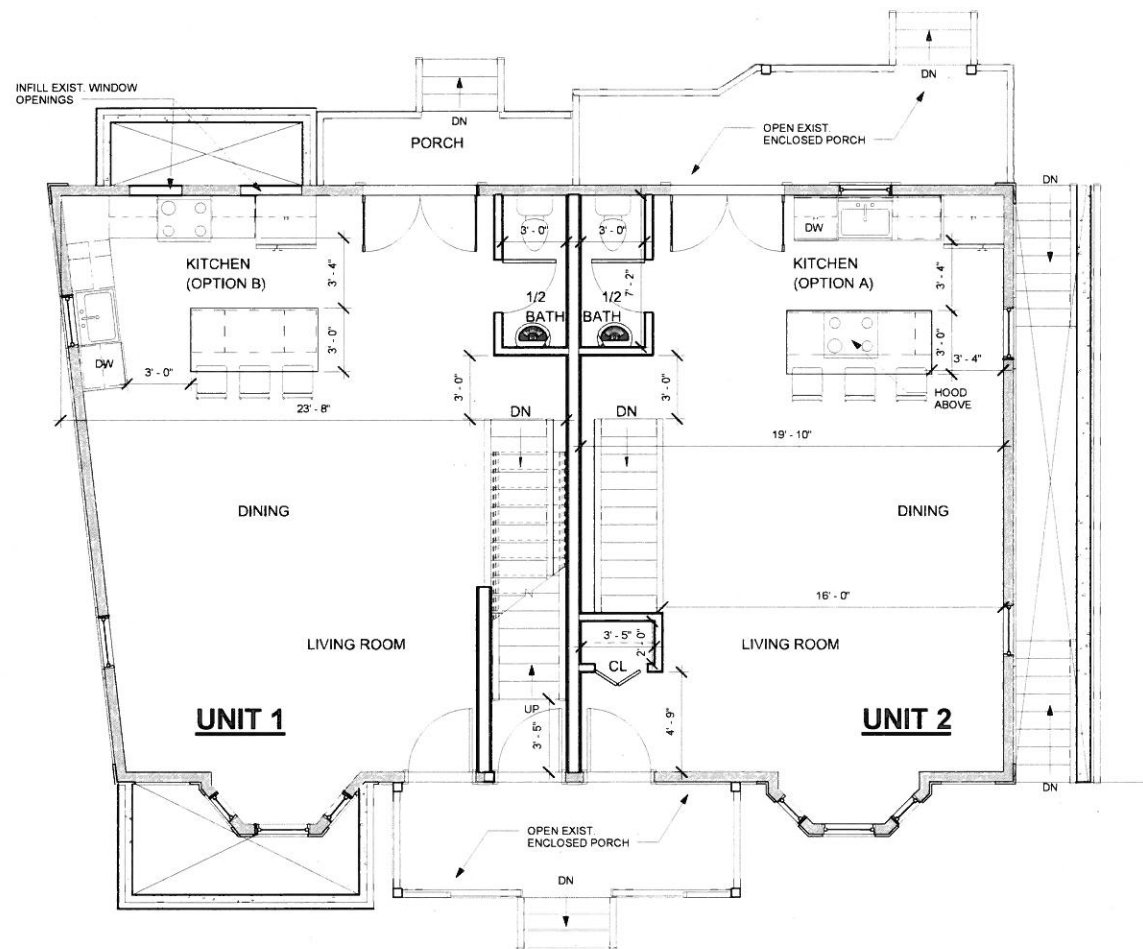 DN
INFILL EXIST. WINDOW
OPENINGS
DN
PORCH
OPEN EXIST.
ENCLOSED PORCH
DN
3' - 0"
3' - 0"
DW
KITCHEN
(OPTION B)
3' - 4"
7' - 2"
KITCHEN
(OPTION A)
3' - 4"
1/2
BATH
1/2
BATH
3' - 0"
3' - 0"
DW
3' - 0"
3' - 4"
HOOD
ABOVE
3' - 0"
3' - 0"
23' - 8"
DN
DN
19' - 10"
DINING
DINING
16' - 0"
LIVING ROOM
3' - 5"
2' - 0"
LIVING ROOM
CL
UNIT 1
UP
3' - 6"
4' - 9"
UNIT 2
DN
OPEN EXIST.
ENCLOSED PORCH
DN